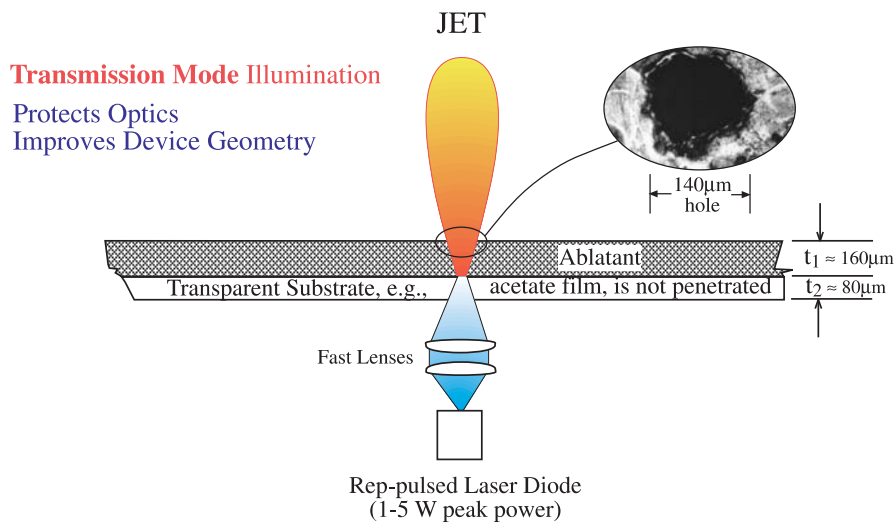 JET
Transmission Mode Illumination
Protects Optics
Improves Device Geometry
140μm
hole
Ablatant
t₁ ≈ 160μm
Transparent Substrate, e.g., acetate film, is not penetrated
t₂ ≈ 80μm
Fast Lenses
Rep-pulsed Laser Diode
(1-5 W peak power)